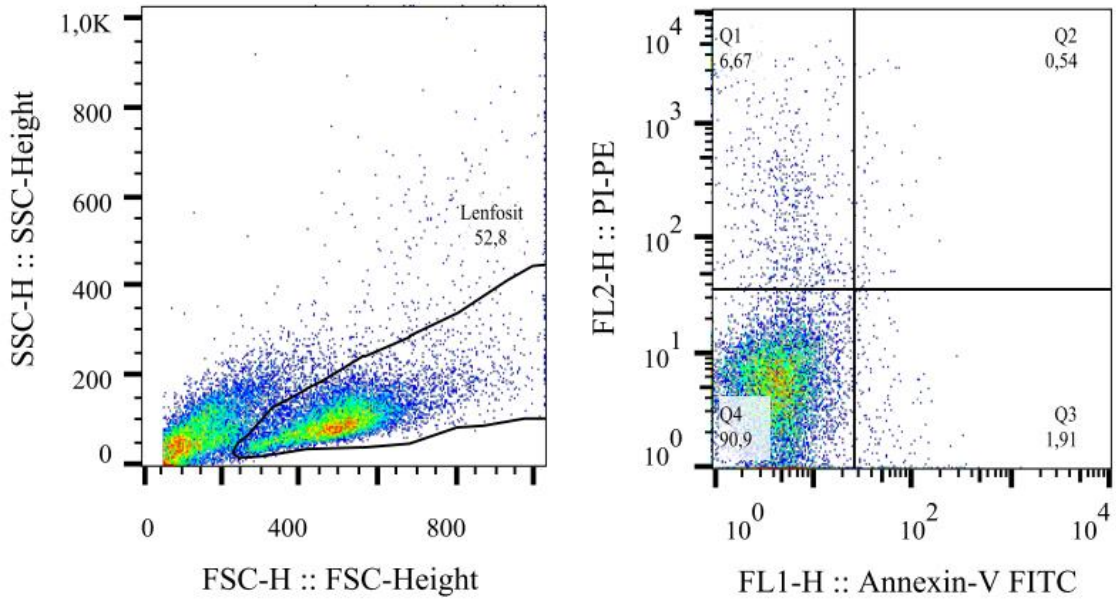 1,0K
800
600
400
200
0
SSC-H :: SSC-Height
Lenfosit
52,8
0 400 800
FSC-H :: FSC-Height
10^4
10^3
10^2
10^1
10^0
FL2-H :: PI-PE
Q1
6,67
Q2
0,54
Q4
90,9
Q3
1,91
10^0 10^2 10^4
FL1-H :: Annexin-V FITC